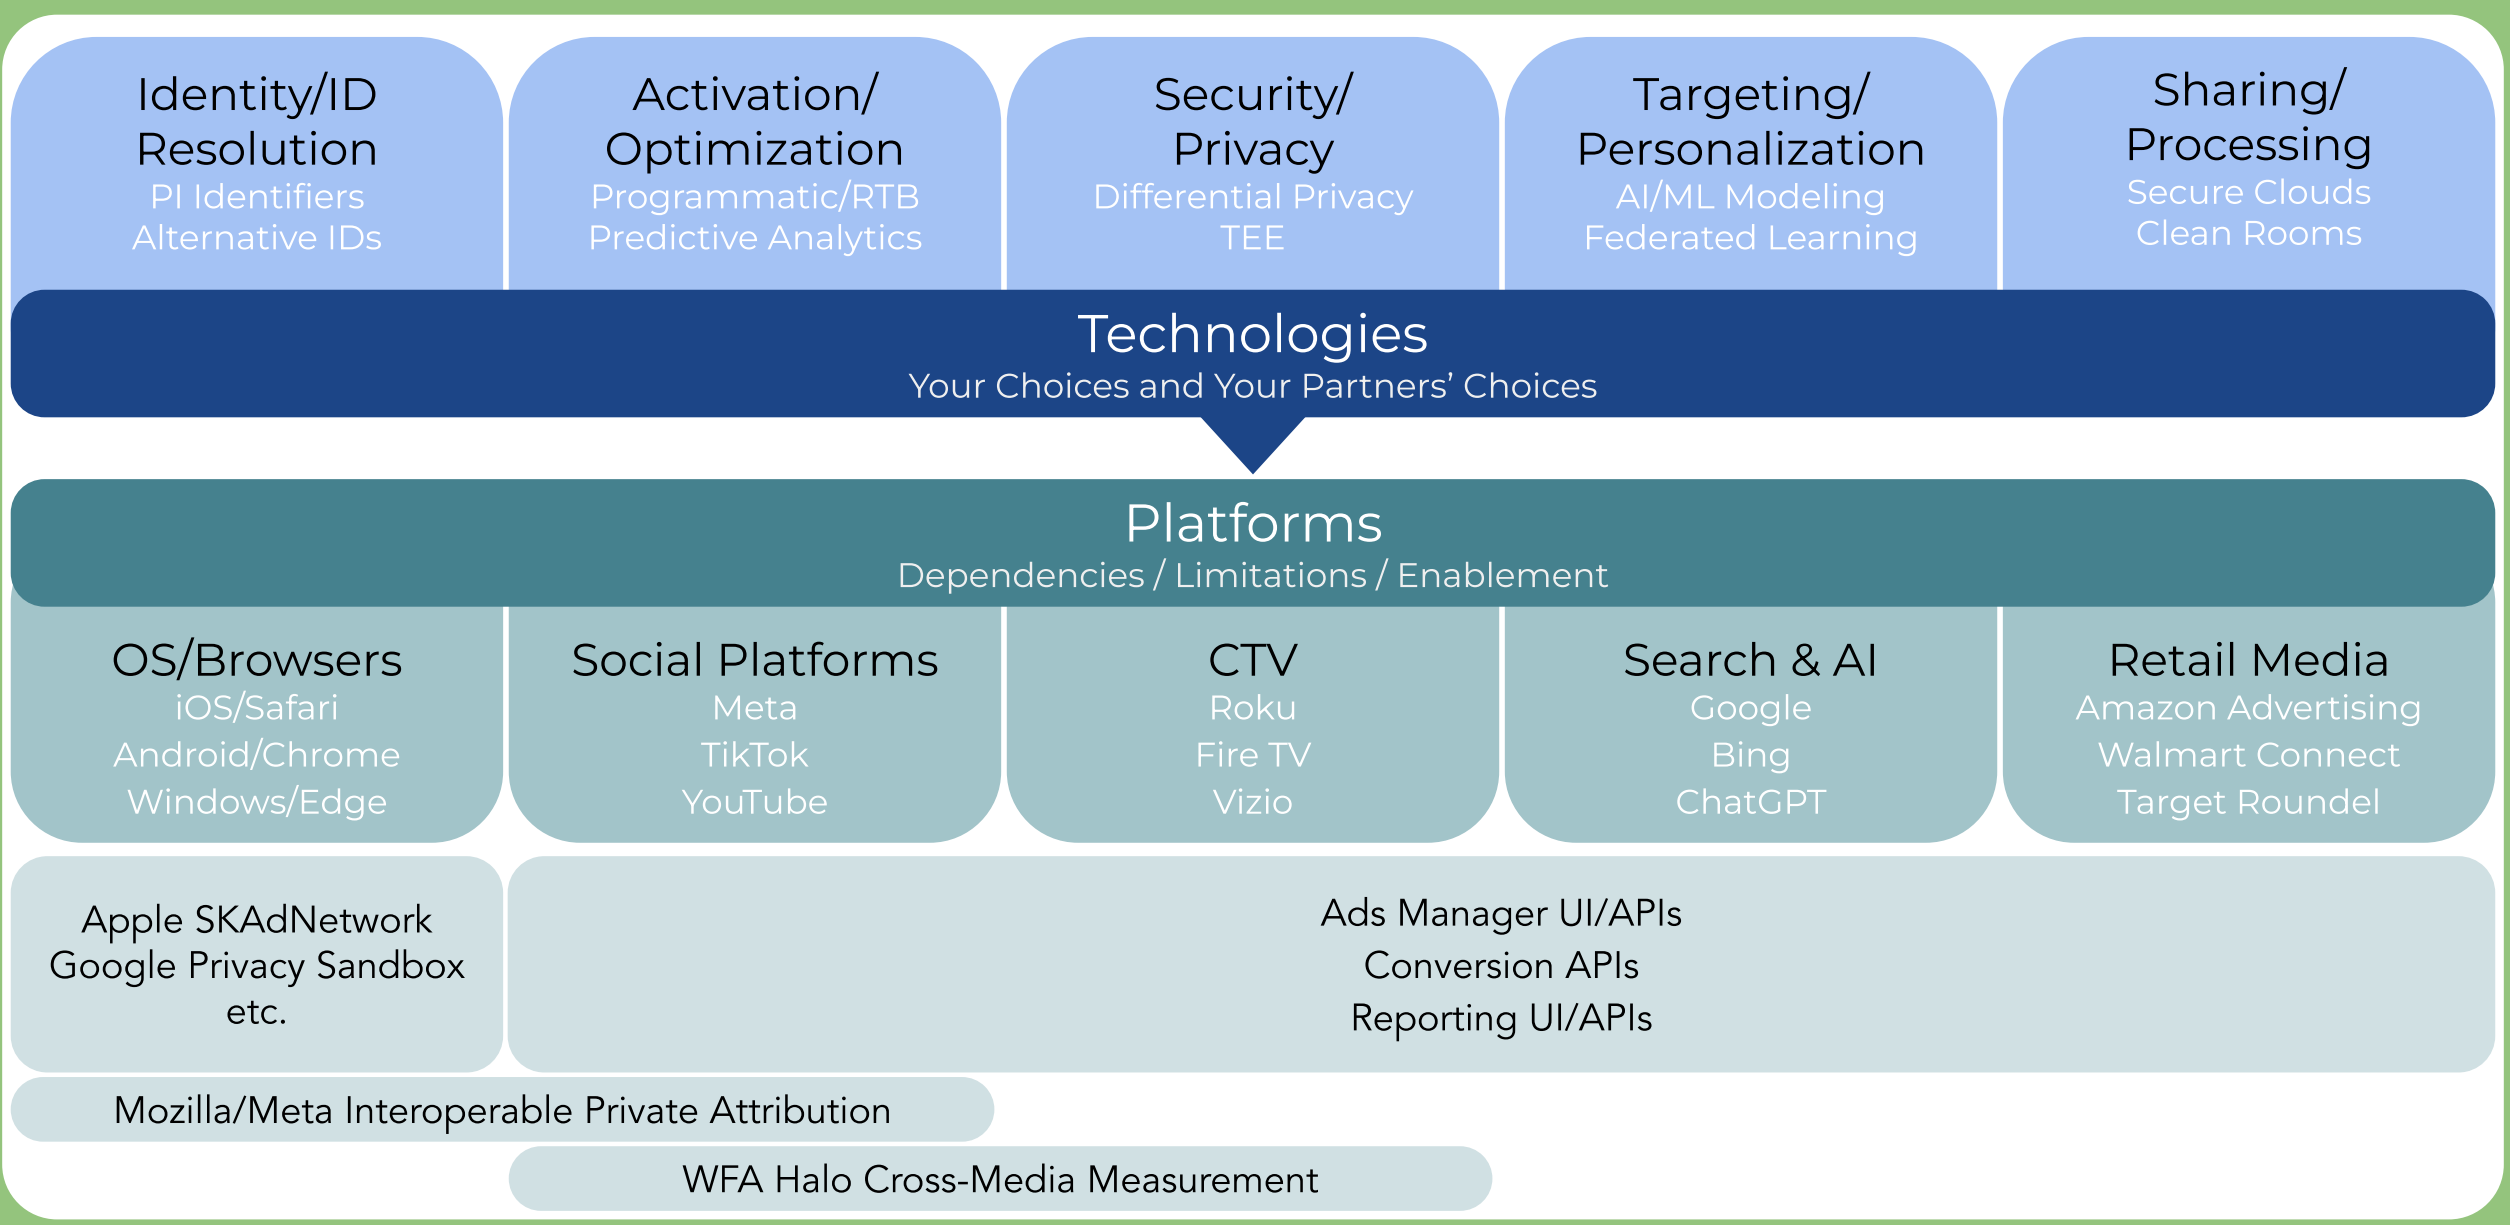 Identity/ID
Resolution
PI Identifiers
Alternative IDs
Activation/
Optimization
Programmatic/RTB
Predictive Analytics
Security/
Privacy
Differential Privacy
TEE
Targeting/
Personalization
AI/ML Modeling
Federated Learning
Sharing/
Processing
Secure Clouds
Clean Rooms
Technologies
Your Choices and Your Partners’ Choices
Platforms
Dependencies / Limitations / Enablement
OS/Browsers
iOS/Safari
Android/Chrome
Windows/Edge
Social Platforms
Meta
TikTok
YouTube
CTV
Roku
Fire TV
Vizio
Search & AI
Google
Bing
ChatGPT
Retail Media
Amazon Advertising
Walmart Connect
Target Roundel
Apple SKAdNetwork
Google Privacy Sandbox
etc.
Ads Manager UI/APIs
Conversion APIs
Reporting UI/APIs
Mozilla/Meta Interoperable Private Attribution
WFA Halo Cross-Media Measurement